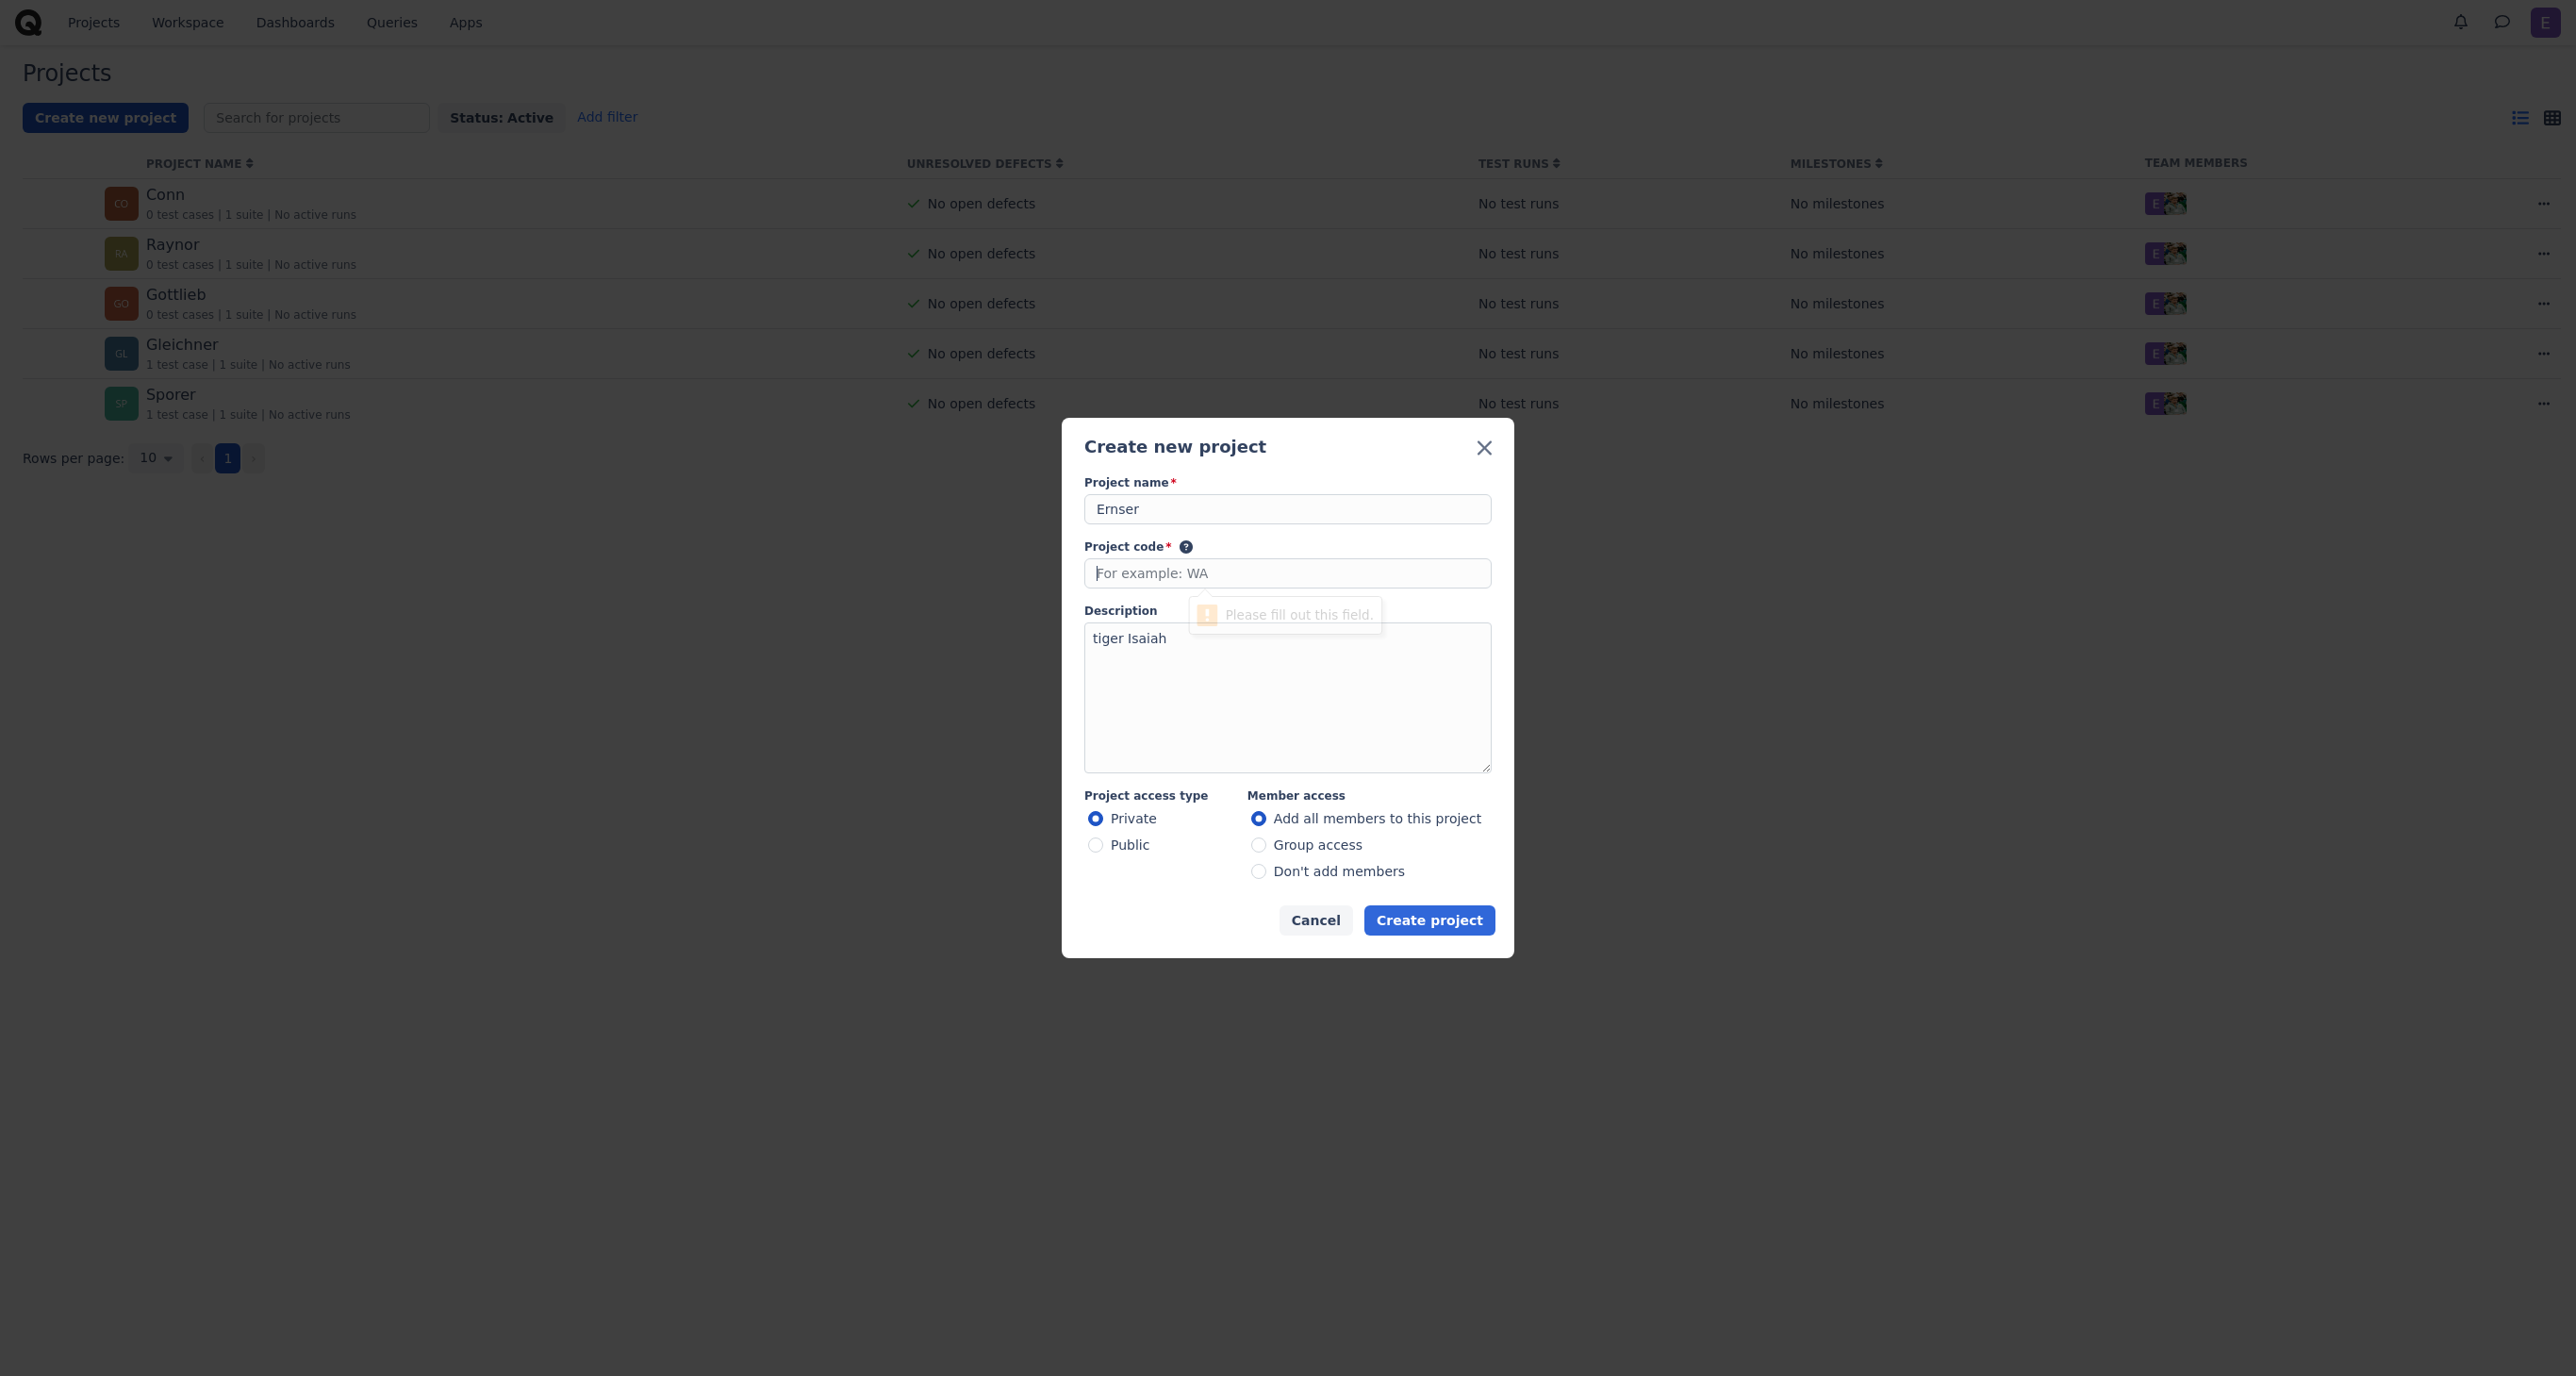 Projects Workspace Dashboards Queries Apps E
Projects
Create new project Search for projects Status: Active Add filter
PROJECT NAME UNRESOLVED DEFECTS TEST RUNS MILESTONES TEAM MEMBERS
CO Conn
0 test cases | 1 suite | No active runs No open defects No test runs No milestones E
RA Raynor
0 test cases | 1 suite | No active runs No open defects No test runs No milestones E
GO Gottlieb
0 test cases | 1 suite | No active runs No open defects No test runs No milestones E
GL Gleichner
1 test case | 1 suite | No active runs No open defects No test runs No milestones E
SP Sporer
1 test case | 1 suite | No active runs No open defects No test runs No milestones E
Rows per page: 10 ‹ 1 ›
Create new project
Project name*
Ernser
Project code* ?
For example: WA
Please fill out this field.
Description
tiger Isaiah
Project access type
Private
Public
Member access
Add all members to this project
Group access
Don't add members
Cancel Create project